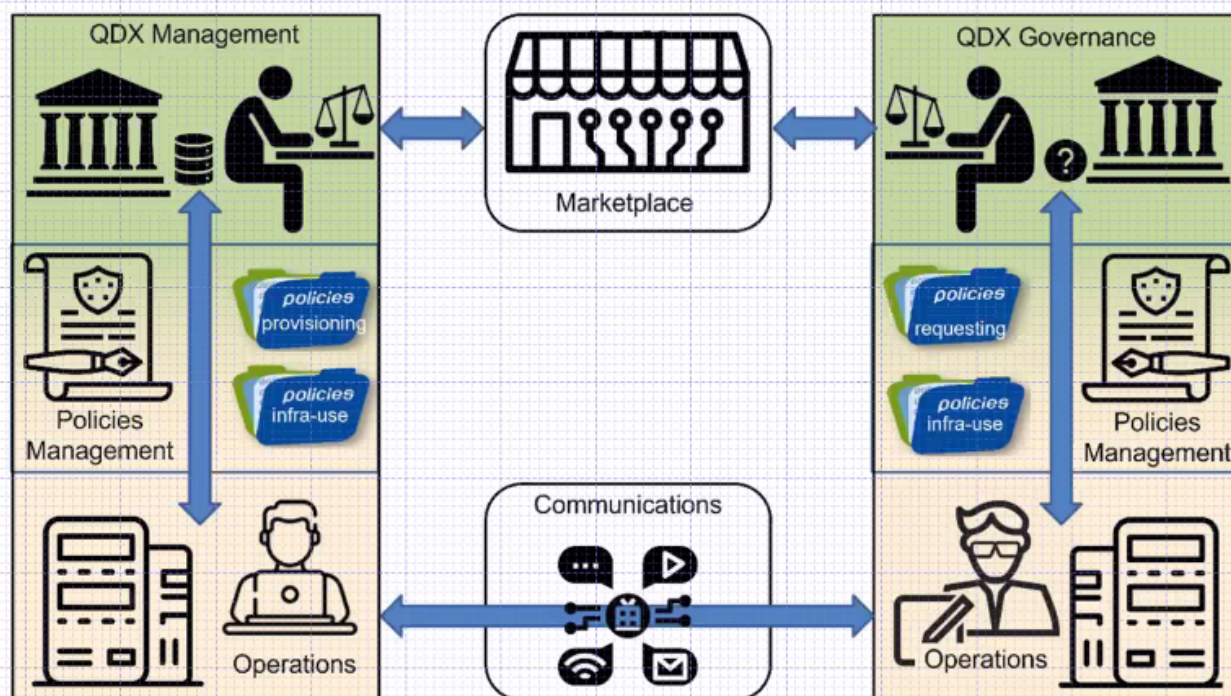 QDX Management
Marketplace
QDX Governance
policies
provisioning
policies
infra-use
Policies
Management
policies
requesting
policies
infra-use
Policies
Management
Operations
Communications
Operations
?